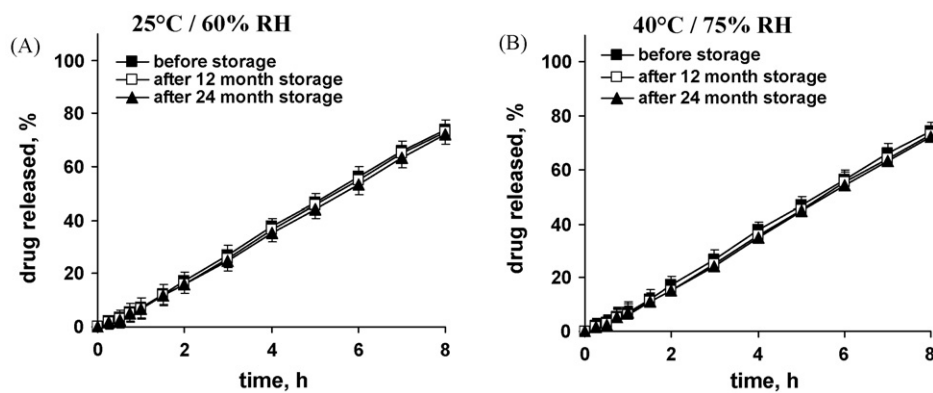 (A)
25°C / 60% RH
before storage
after 12 month storage
after 24 month storage
drug released, %
100
80
60
40
20
0
0 2 4 6 8
time, h
(B)
40°C / 75% RH
before storage
after 12 month storage
after 24 month storage
drug released, %
100
80
60
40
20
0
0 2 4 6 8
time, h